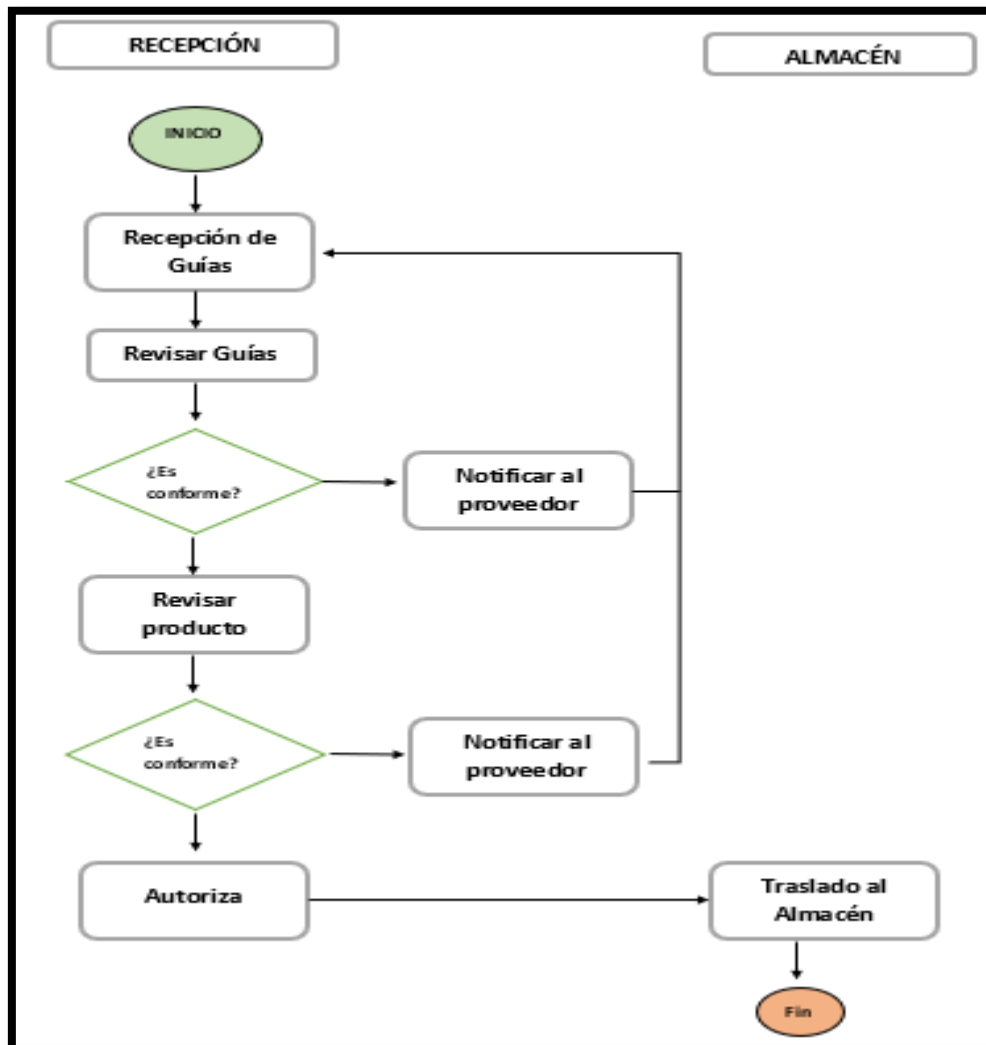 RECEPCIÓN
ALMACÉN
INICIO
Recepción de
Guías
Revisar Guías
¿Es
conforme?
Notificar al
proveedor
Revisar
producto
¿Es
conforme?
Notificar al
proveedor
Autoriza
Traslado al
Almacén
Fin